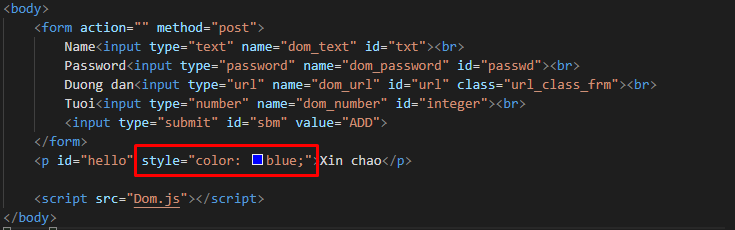 <body>
<form action="" method="post">
Name<input type="text" name="dom_text" id="txt"><br>
Password<input type="password" name="dom_password" id="passwd"><br>
Duong dan<input type="url" name="dom_url" id="url" class="url_class_frm"><br>
Tuoi<input type="number" name="dom_number" id="integer"><br>
<input type="submit" id="sbm" value="ADD">
</form>
<p id="hello" style="color: blue;">Xin chao</p>
<script src="Dom.js"></script>
</body>